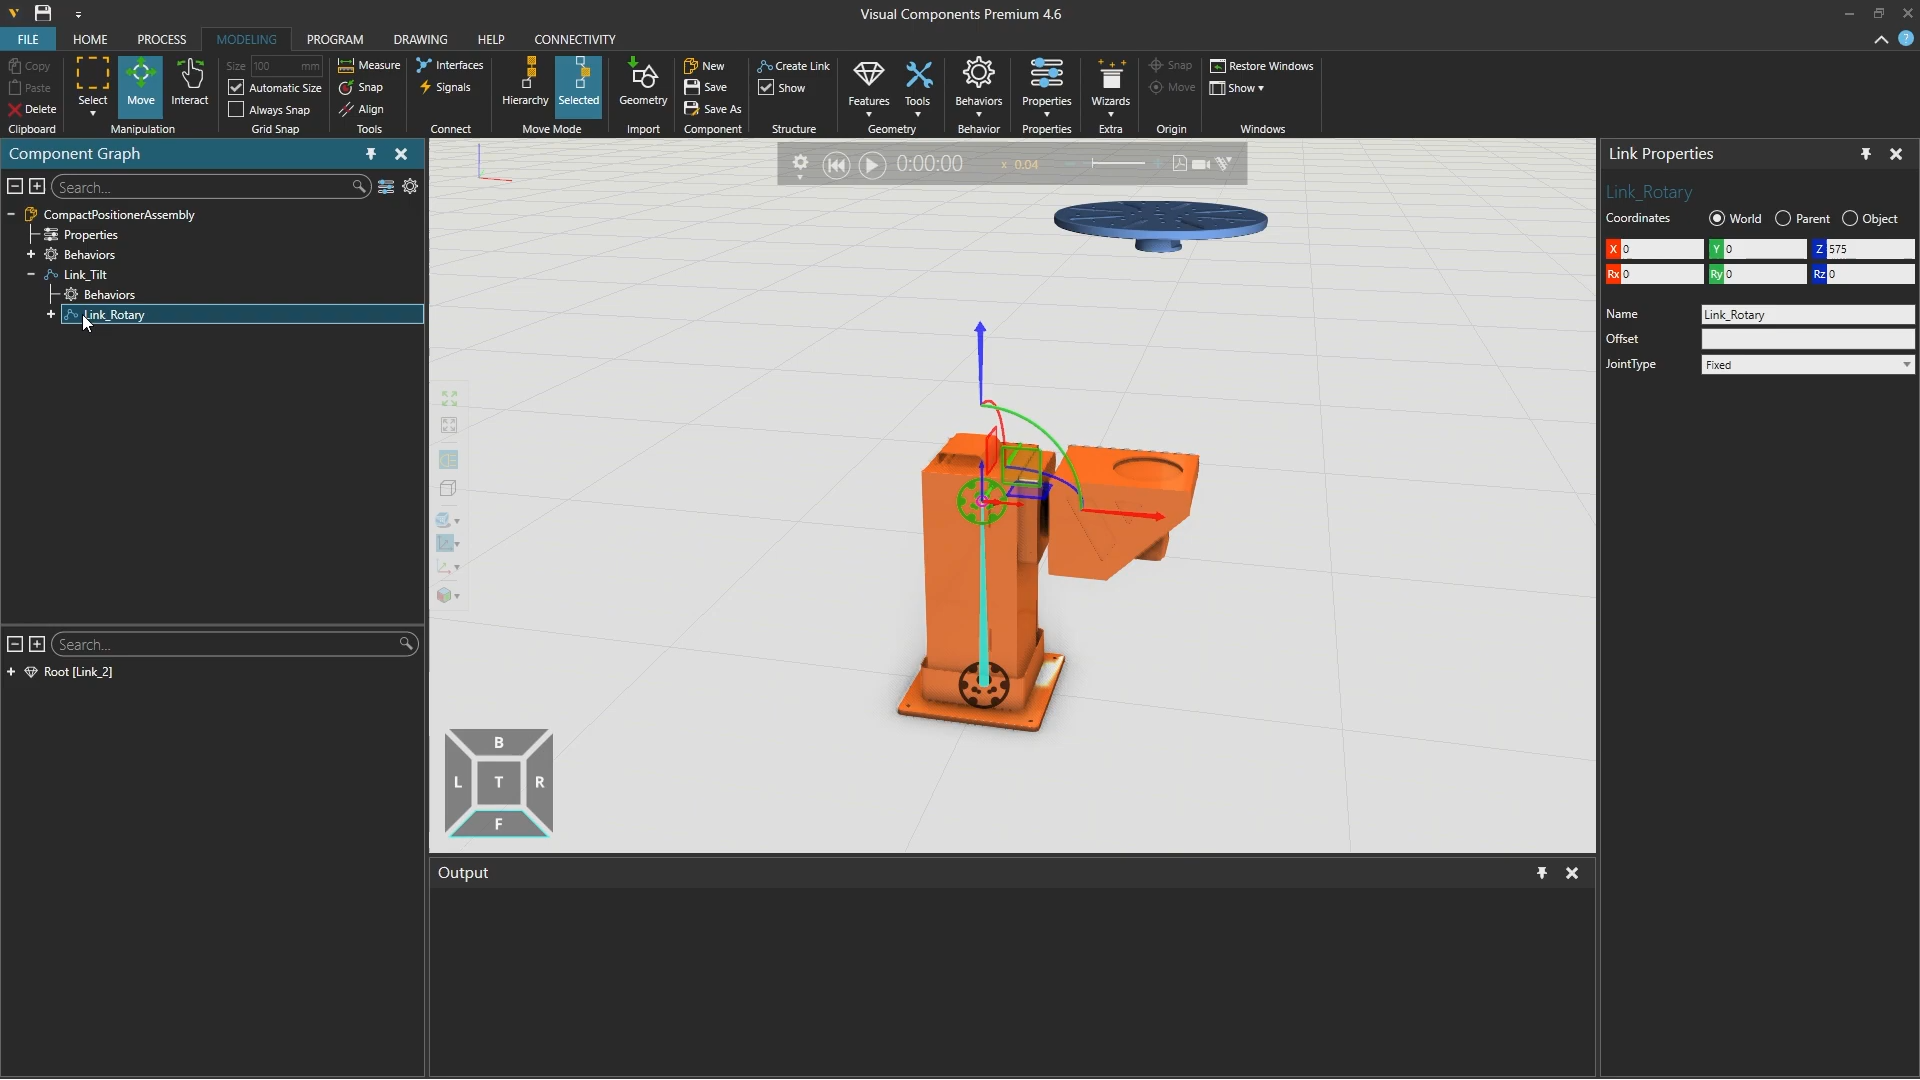 Visual Components Premium 4.6
FILE HOME PROCESS MODELING PROGRAM DRAWING HELP CONNECTIVITY
Copy
Paste
Delete
Clipboard
Select
Move
Interact
Manipulation
Size 100 mm
Automatic Size
Always Snap
Grid Snap
Measure
Snap
Align
Tools
Interfaces
Signals
Connect
Hierarchy
Selected
Move Mode
Geometry
Import
New
Save
Save As
Component
Create Link
Show
Structure
Features
Tools
Geometry
Behaviors
Behavior
Properties
Properties
Wizards
Extra
Snap
Move
Origin
Restore Windows
Show
Windows
Component Graph
Search...
CompactPositionerAssembly
Properties
Behaviors
Link_Tilt
Behaviors
Link_Rotary
Search...
Root [Link_2]
0:00:00 x 0.04
B
L T R
F
Output
Link Properties
Link_Rotary
Coordinates World Parent Object
X 0 Y 0 Z 575
Rx 0 Ry 0 Rz 0
Name Link_Rotary
Offset
JointType Fixed